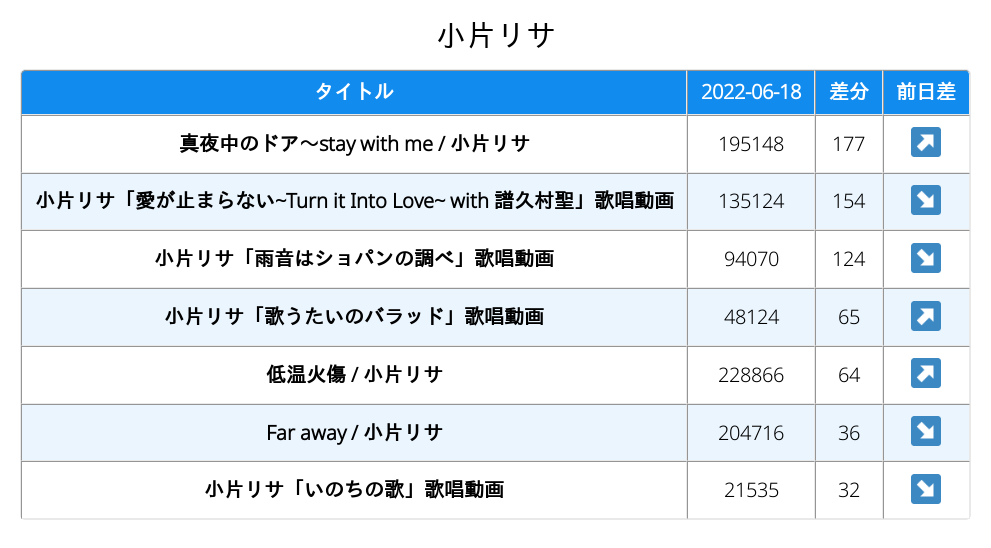 小片リサ
タイトル 2022-06-18 差分 前日差
真夜中のドア〜stay with me / 小片リサ 195148 177 ↗
小片リサ「愛が止まらない~Turn it Into Love~ with 譜久村聖」歌唱動画 135124 154 ↘
小片リサ「雨音はショパンの調べ」歌唱動画 94070 124 ↘
小片リサ「歌うたいのバラッド」歌唱動画 48124 65 ↗
低温火傷 / 小片リサ 228866 64 ↗
Far away / 小片リサ 204716 36 ↘
小片リサ「いのちの歌」歌唱動画 21535 32 ↘